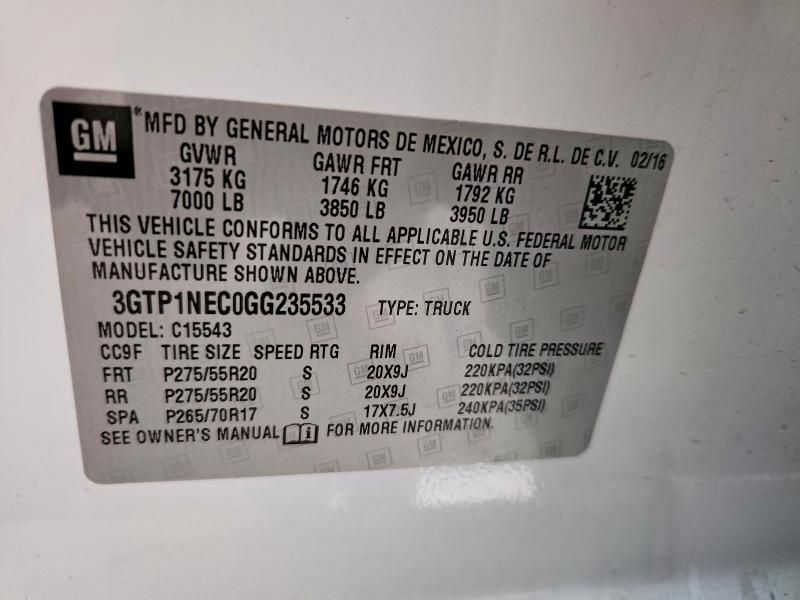 GM *MFD BY GENERAL MOTORS DE MEXICO, S. DE R.L. DE C.V. 02/16
GVWR GAWR FRT GAWR RR
3175 KG 1746 KG 1792 KG
7000 LB 3850 LB 3950 LB
THIS VEHICLE CONFORMS TO ALL APPLICABLE U.S. FEDERAL MOTOR
VEHICLE SAFETY STANDARDS IN EFFECT ON THE DATE OF
MANUFACTURE SHOWN ABOVE.
3GTP1NEC0GG235533 TYPE: TRUCK
MODEL: C15543
CC9F TIRE SIZE SPEED RTG RIM COLD TIRE PRESSURE
FRT P275/55R20 S 20X9J 220KPA(32PSI)
RR P275/55R20 S 20X9J 220KPA(32PSI)
SPA P265/70R17 S 17X7.5J 240KPA(35PSI)
SEE OWNER'S MANUAL i FOR MORE INFORMATION.